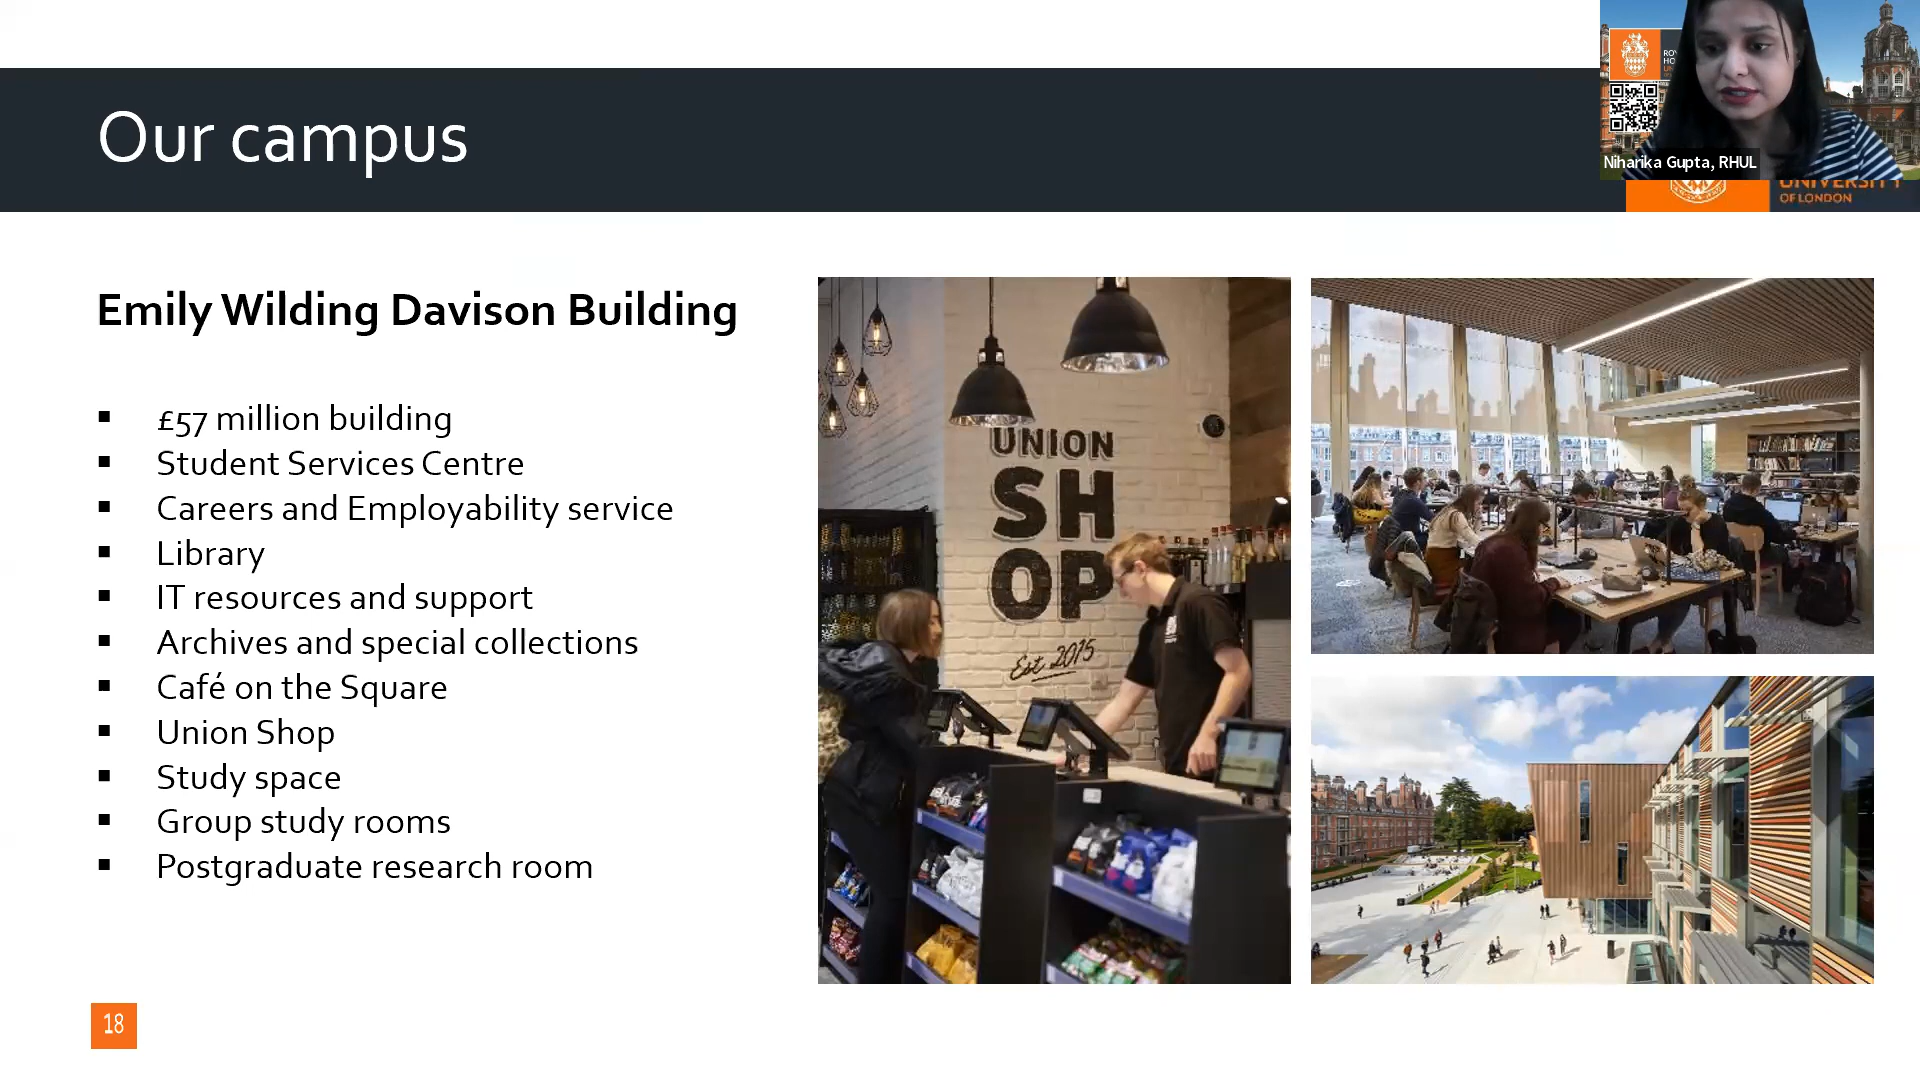 Our campus
Niharika Gupta, RHUL
UNIVERSITY
OF LONDON
Emily Wilding Davison Building
£57 million building
Student Services Centre
Careers and Employability service
Library
IT resources and support
Archives and special collections
Café on the Square
Union Shop
Study space
Group study rooms
Postgraduate research room
UNION
SH
OP
Est 2015
18